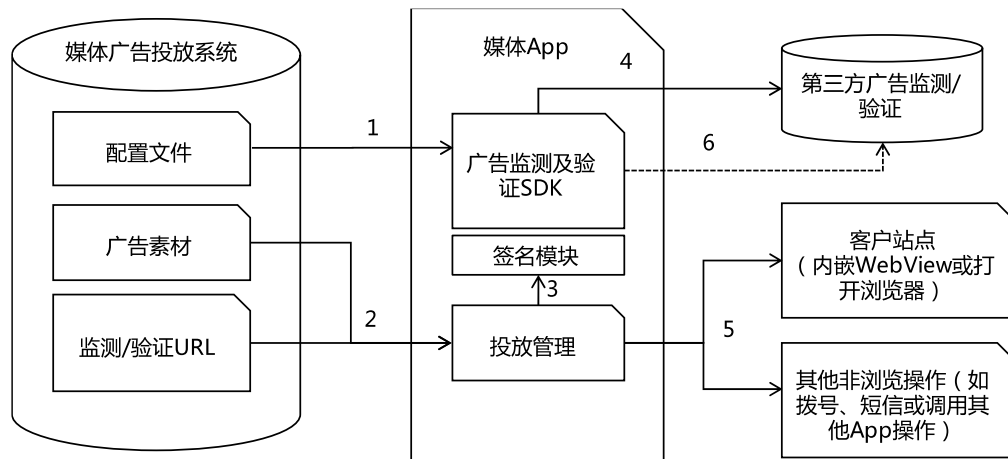 媒体广告投放系统
配置文件
广告素材
监测/验证URL
1
2
媒体App
广告监测及验
证SDK
签名模块
3
投放管理
4
6
5
第三方广告监测/
验证
客户站点
（内嵌WebView或打
开浏览器）
其他非浏览操作（如
拨号、短信或调用其
他App操作）